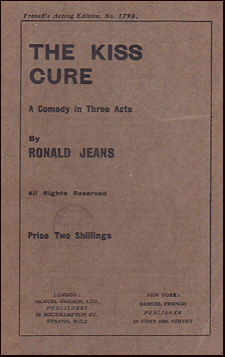 French's Acting Edition, No. 1790.
THE KISS
CURE
A Comedy in Three Acts
By
RONALD JEANS
All Rights Reserved
Price Two Shillings
LONDON:
SAMUEL FRENCH, LTD.
PUBLISHERS
26 SOUTHAMPTON ST.
STRAND, W.C.2
NEW YORK:
SAMUEL FRENCH
PUBLISHER
25 WEST 45TH STREET